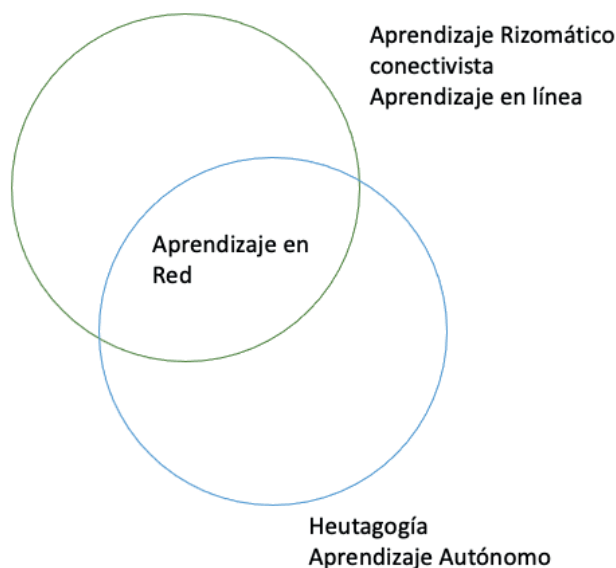 Aprendizaje Rizomático
conectivista
Aprendizaje en línea
Aprendizaje en
Red
Heutagogía
Aprendizaje Autónomo